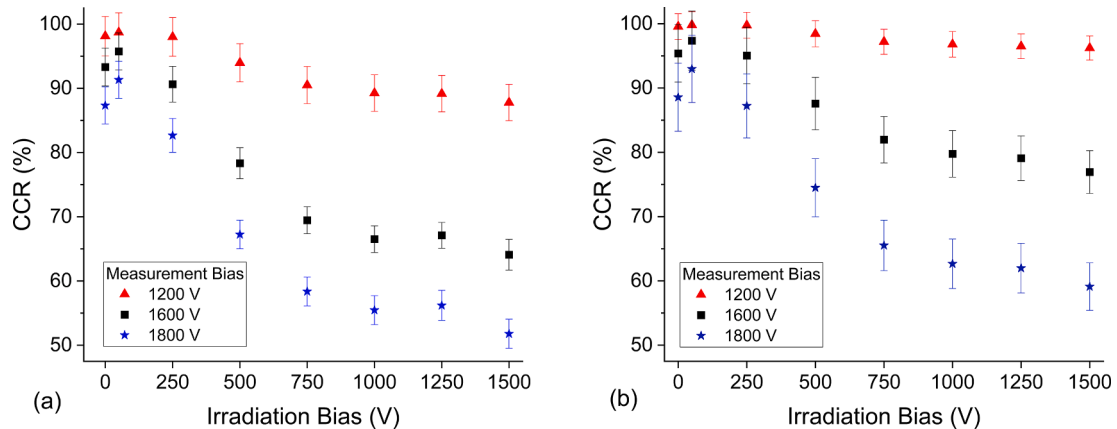 100
90
80
70
60
50
CCR (%)
Measurement Bias
1200 V
1600 V
1800 V
0 250 500 750 1000 1250 1500
(a)
Irradiation Bias (V)
100
90
80
70
60
50
CCR (%)
Measurement Bias
1200 V
1600 V
1800 V
0 250 500 750 1000 1250 1500
(b)
Irradiation Bias (V)